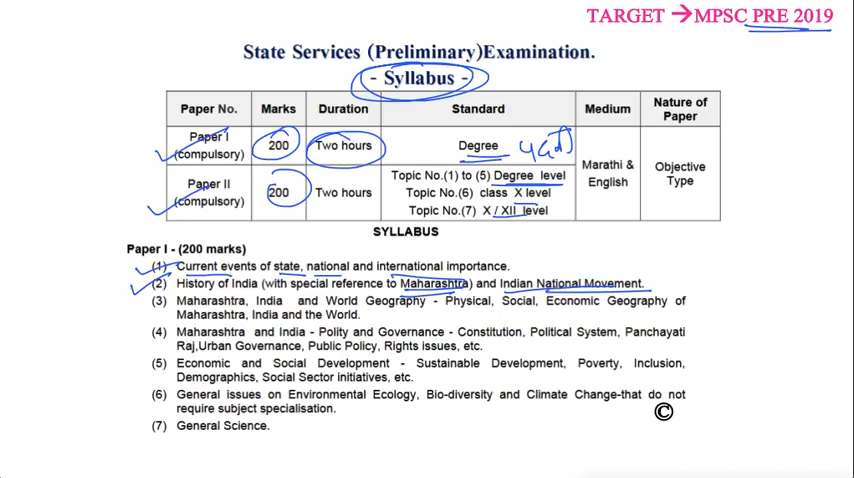 TARGET →MPSC PRE 2019
State Services (Preliminary)Examination.
- Syllabus -
Paper No. Marks Duration Standard Medium Nature of Paper
Paper I (compulsory) 200 Two hours Degree Marathi & English Objective Type
Paper II (compulsory) 200 Two hours Topic No.(1) to (5) Degree level
Topic No.(6) class X level
Topic No.(7) X / XII level
SYLLABUS
Paper I - (200 marks)
(1) Current events of state, national and international importance.
(2) History of India (with special reference to Maharashtra) and Indian National Movement.
(3) Maharashtra, India and World Geography - Physical, Social, Economic Geography of
Maharashtra, India and the World.
(4) Maharashtra and India - Polity and Governance - Constitution, Political System, Panchayati
Raj,Urban Governance, Public Policy, Rights issues, etc.
(5) Economic and Social Development - Sustainable Development, Poverty, Inclusion,
Demographics, Social Sector initiatives, etc.
(6) General issues on Environmental Ecology, Bio-diversity and Climate Change-that do not
require subject specialisation.
©
(7) General Science.